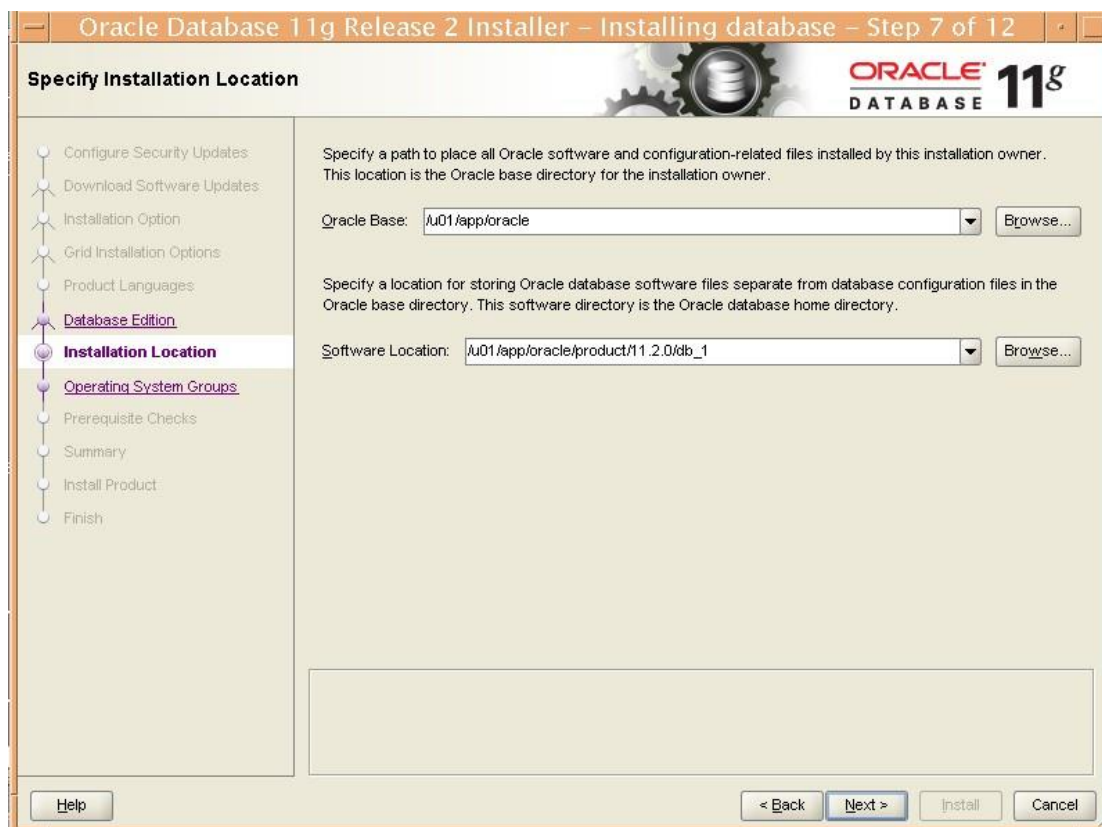 Oracle Database 11g Release 2 Installer – Installing database – Step 7 of 12
Specify Installation Location
ORACLE
DATABASE
11g
Configure Security Updates
Download Software Updates
Installation Option
Grid Installation Options
Product Languages
Database Edition
Installation Location
Operating System Groups
Prerequisite Checks
Summary
Install Product
Finish
Specify a path to place all Oracle software and configuration-related files installed by this installation owner.
This location is the Oracle base directory for the installation owner.
Oracle Base: /u01/app/oracle Browse...
Specify a location for storing Oracle database software files separate from database configuration files in the
Oracle base directory. This software directory is the Oracle database home directory.
Software Location: /u01/app/oracle/product/11.2.0/db_1 Browse...
Help < Back Next > Install Cancel